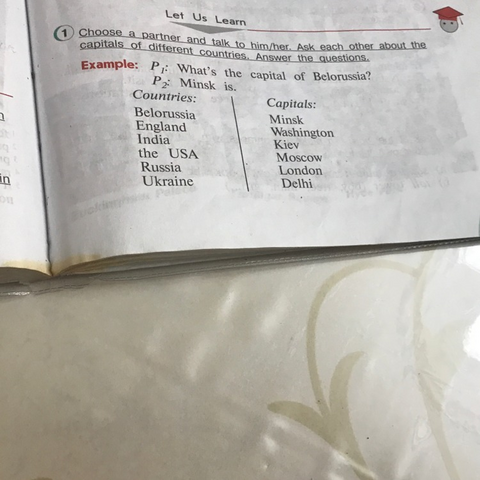 Let Us Learn
1 Choose a partner and talk to him/her. Ask each other about the
capitals of different countries. Answer the questions.
Example: P1: What's the capital of Belorussia?
P2: Minsk is.
Countries:
Belorussia
England
India
the USA
Russia
Ukraine
Capitals:
Minsk
Washington
Kiev
Moscow
London
Delhi
in